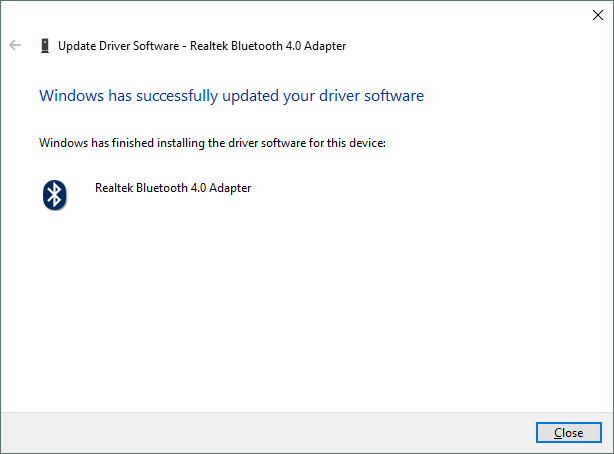 Update Driver Software - Realtek Bluetooth 4.0 Adapter
Windows has successfully updated your driver software
Windows has finished installing the driver software for this device:
Realtek Bluetooth 4.0 Adapter
Close